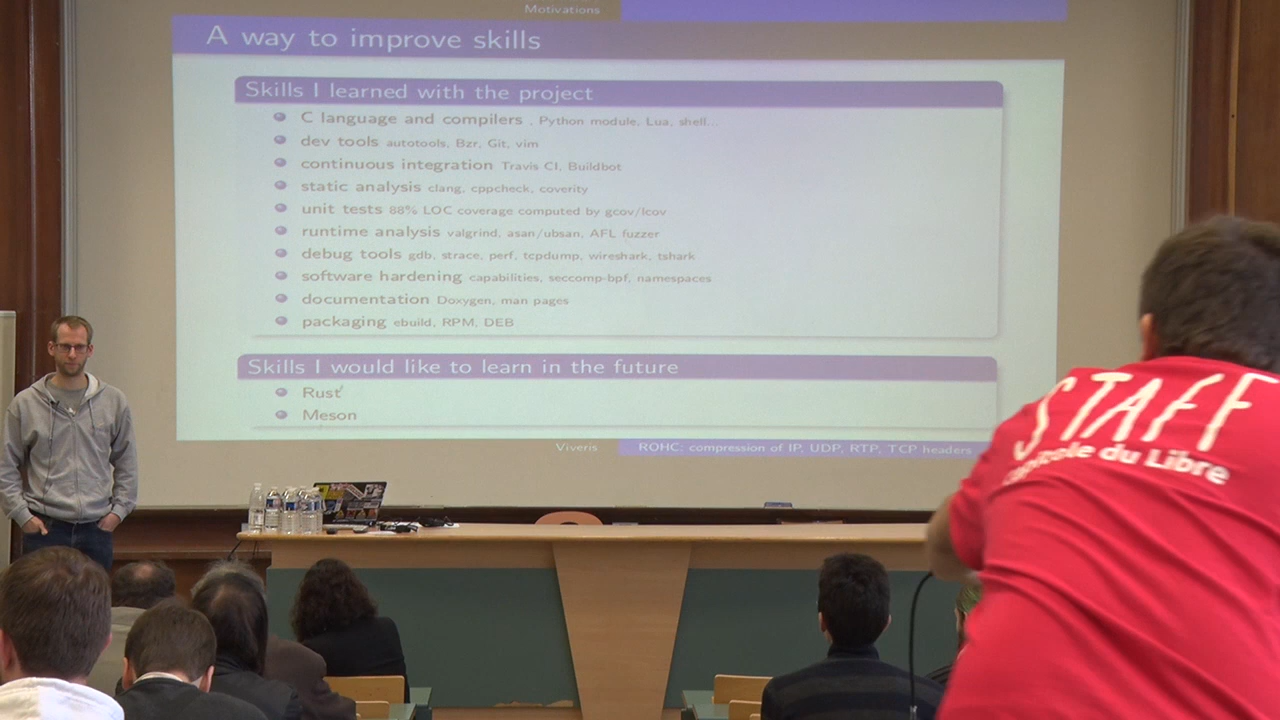 Motivations
A way to improve skills
Skills I learned with the project
C language and compilers , Python module, Lua, shell...
dev tools autotools, Bzr, Git, vim
continuous integration Travis CI, Buildbot
static analysis clang, cppcheck, coverity
unit tests 88% LOC coverage computed by gcov/lcov
runtime analysis valgrind, asan/ubsan, AFL fuzzer
debug tools gdb, strace, perf, tcpdump, wireshark, tshark
software hardening capabilities, seccomp-bpf, namespaces
documentation Doxygen, man pages
packaging ebuild, RPM, DEB
Skills I would like to learn in the future
Rust
Meson
Viveris
ROHC: compression of IP, UDP, RTP, TCP headers
STAFF
du Libre